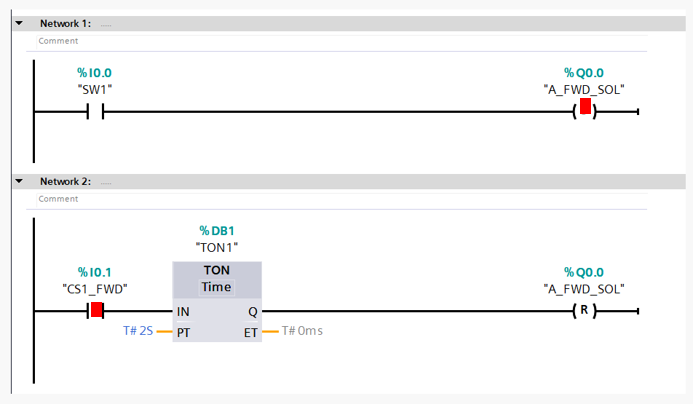 Network 1: .....
Comment
%I0.0 %Q0.0
"SW1" "A_FWD_SOL"
Network 2: .....
Comment
%DB1
"TON1"
%I0.1 TON %Q0.0
"CS1_FWD" Time "A_FWD_SOL"
IN Q R
T# 2S PT ET T# 0ms